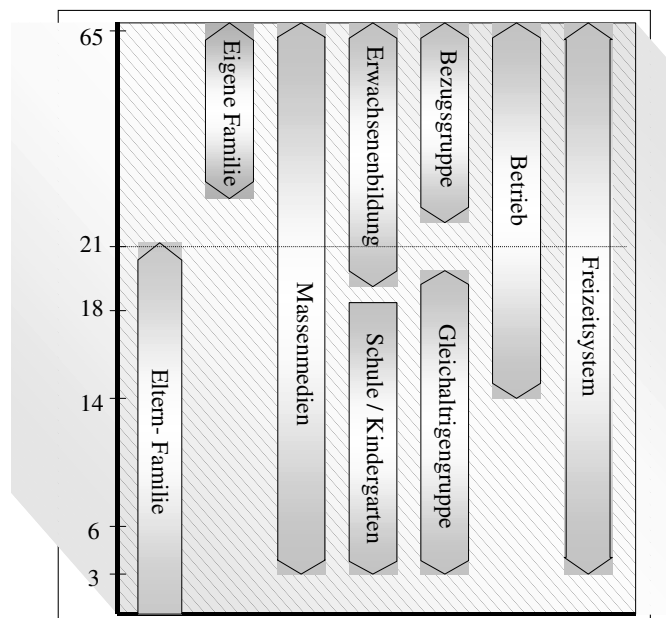 65
21
18
14
6
3
Eltern- Familie
Eigene Familie
Massenmedien
Erwachsenenbildung
Schule / Kindergarten
Bezugsgruppe
Gleichaltrigengruppe
Betrieb
Freizeitsystem